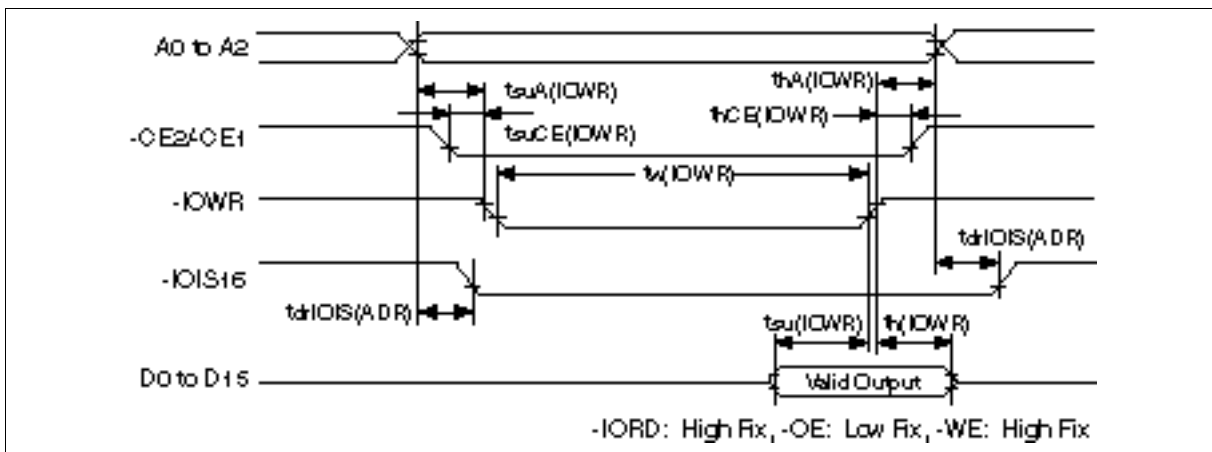 A0 to A2
tsuA(IOWR)
thA(IOWR)
thCE(IOWR)
-CE2/-CE1
tsuCE(IOWR)
tw(IOWR)
-IOWR
tdrIOIS(ADR)
-IOIS16
tdrIOIS(ADR)
tsu(IOWR)
th(IOWR)
D0 to D15
Valid Output
-IORD: High Fix, -OE: Low Fix, -WE: High Fix